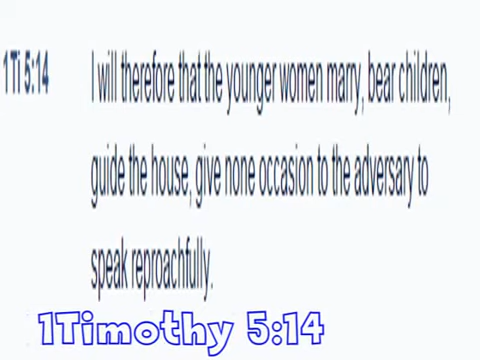 1Ti 5:14 I will therefore that the younger women marry, bear children,
guide the house, give none occasion to the adversary to
speak reproachfully.
1Timothy 5:14